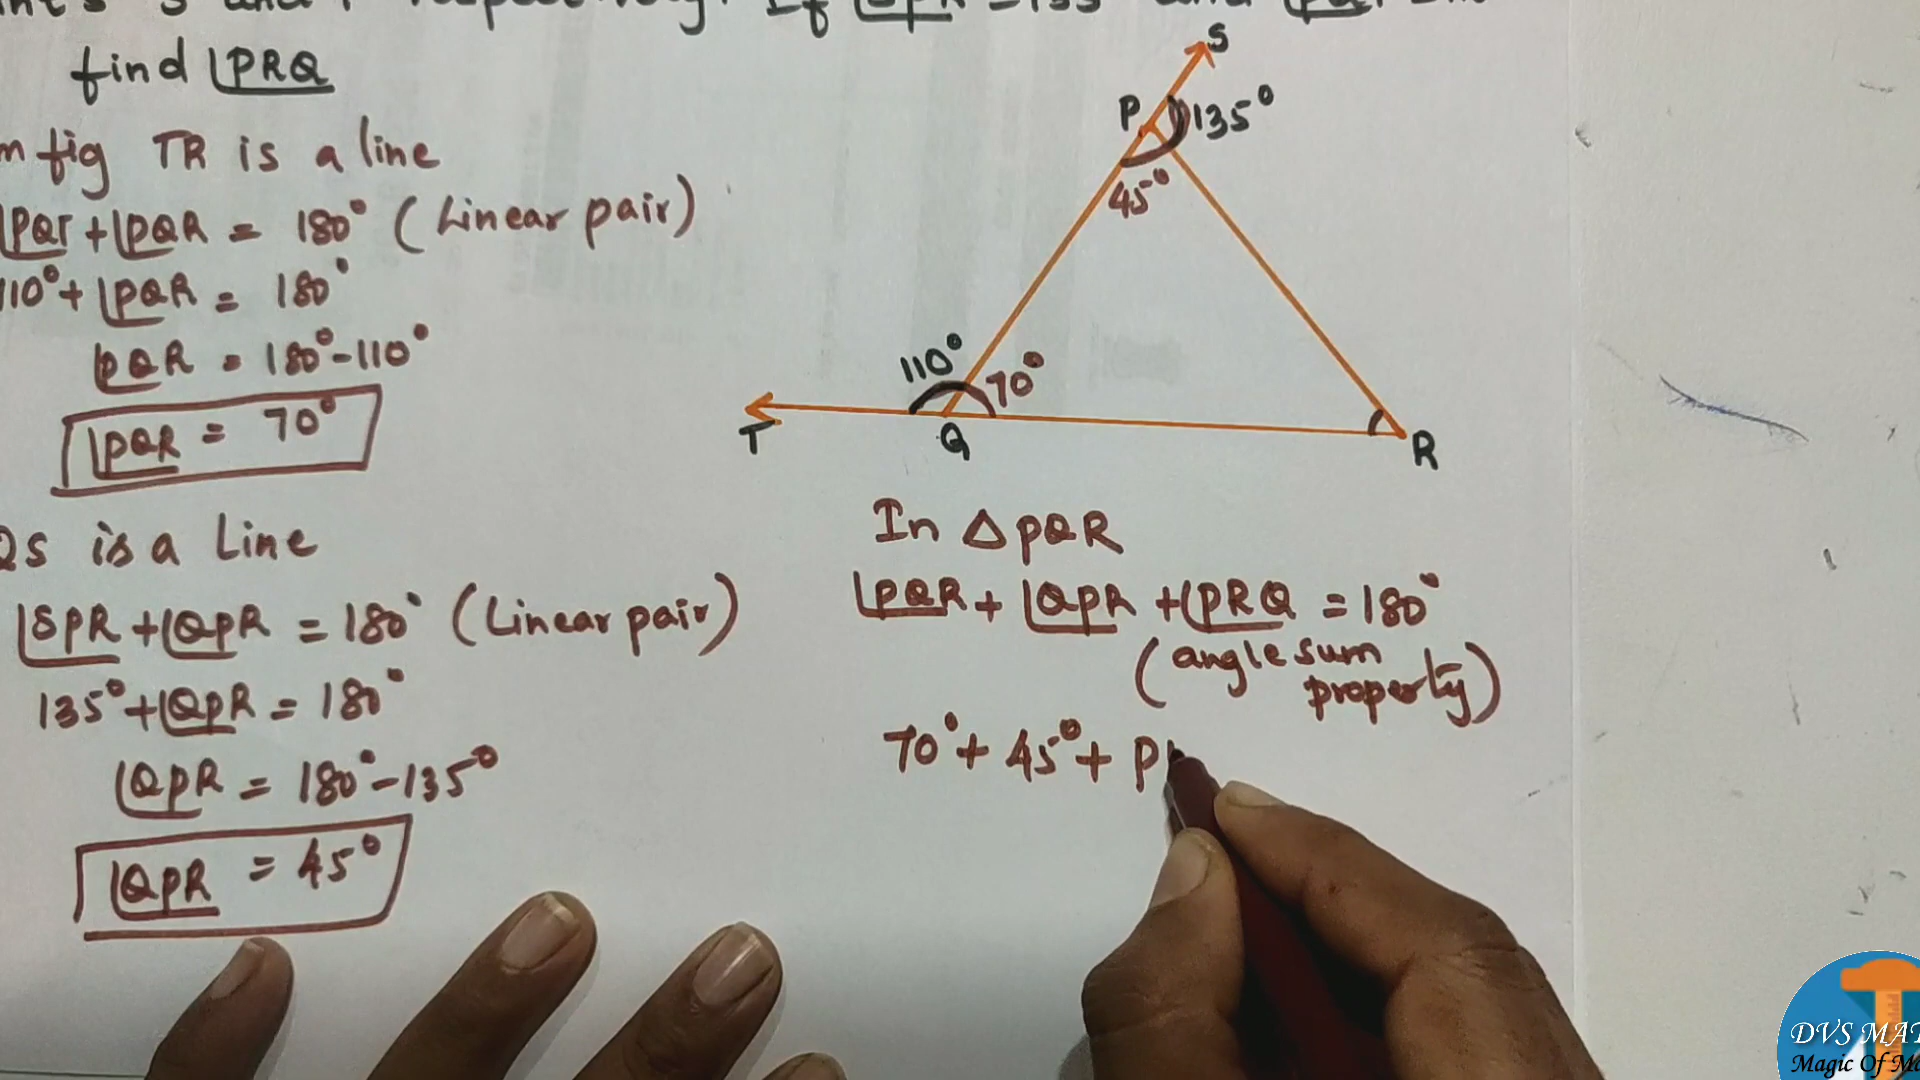 find ∠PRQ
fig TR is a line
∠PQT + ∠PQR = 180° (Linear pair)
110° + ∠PQR = 180°
∠PQR = 180° - 110°
∠PQR = 70°
QS is a Line
∠SPR + ∠QPR = 180° (Linear pair)
135° + ∠QPR = 180°
∠QPR = 180° - 135°
∠QPR = 45°
S
P 135°
45°
110° 70°
T Q R
In △PQR
∠PQR + ∠QPR + ∠PRQ = 180°
(angle sum
property)
70° + 45° + P
DVS MAT
Magic Of Ma